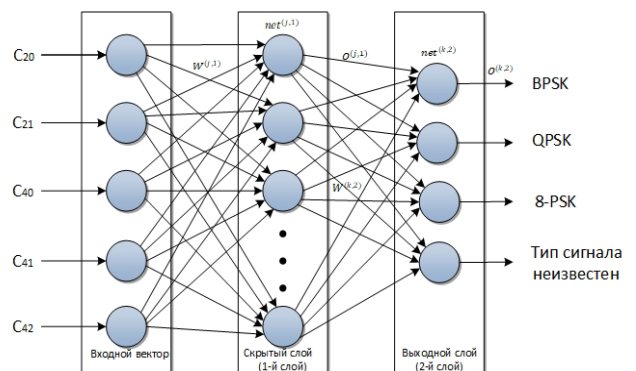 net(j,1)
C20
W(j,1)
O(j,1)
net(k,2)
O(k,2)
BPSK
C21
QPSK
C40
W(k,2)
8-PSK
C41
Тип сигнала
неизвестен
C42
Входной вектор
Скрытый слой
(1-й слой)
Выходной слой
(2-й слой)